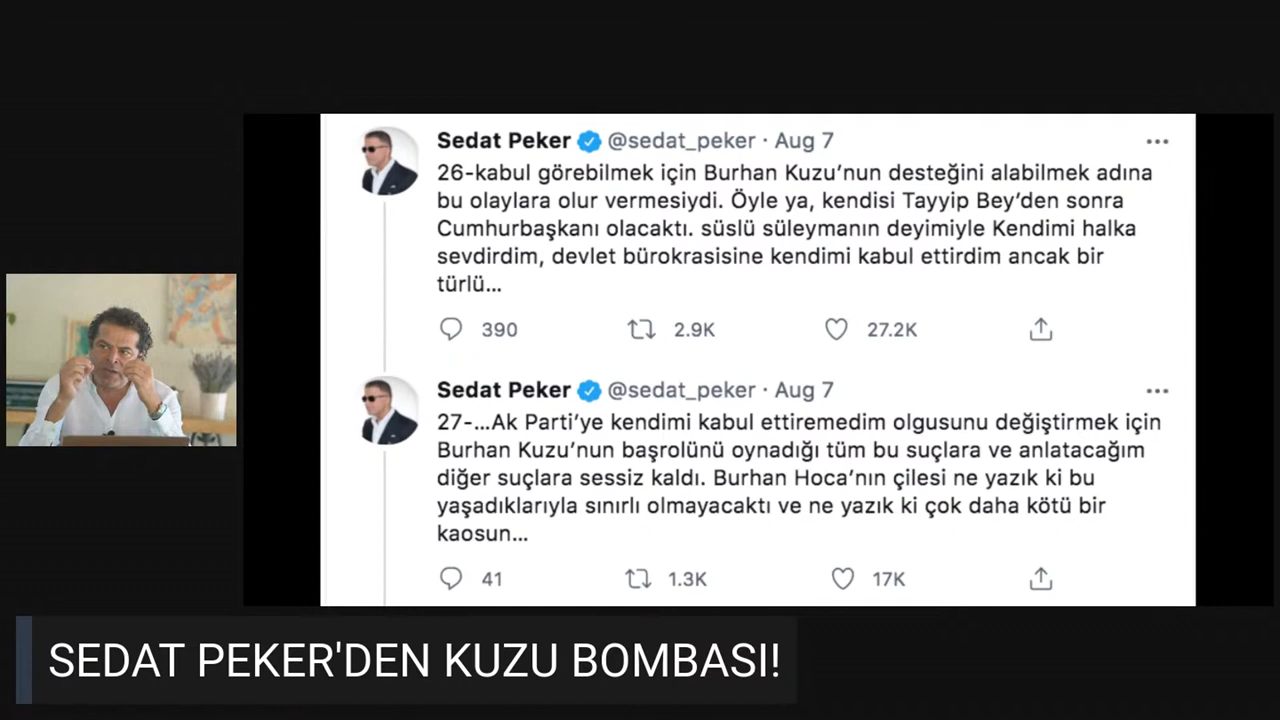 Sedat Peker @sedat_peker · Aug 7
26-kabul görebilmek için Burhan Kuzu’nun desteğini alabilmek adına
bu olaylara olur vermesiydi. Öyle ya, kendisi Tayyip Bey’den sonra
Cumhurbaşkanı olacaktı. süslü süleymanın deyimiyle Kendimi halka
sevdirdim, devlet bürokrasisine kendimi kabul ettirdim ancak bir
türlü...
390 2.9K 27.2K
Sedat Peker @sedat_peker · Aug 7
27-...Ak Parti’ye kendimi kabul ettiremedim olgusunu değiştirmek için
Burhan Kuzu’nun başrolünü oynadığı tüm bu suçlara ve anlatacağım
diğer suçlara sessiz kaldı. Burhan Hoca’nın çilesi ne yazık ki bu
yaşadıklarıyla sınırlı olmayacaktı ve ne yazık ki çok daha kötü bir
kaosun...
41 1.3K 17K
SEDAT PEKER'DEN KUZU BOMBASI!